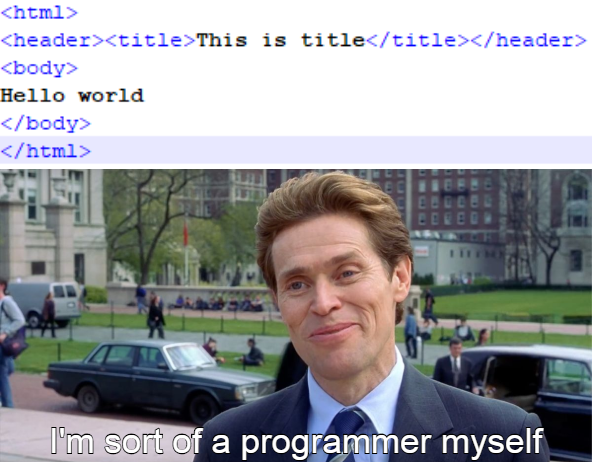 <html>
<header><title>This is title</title></header>
<body>
Hello world
</body>
</html>
I'm sort of a programmer myself